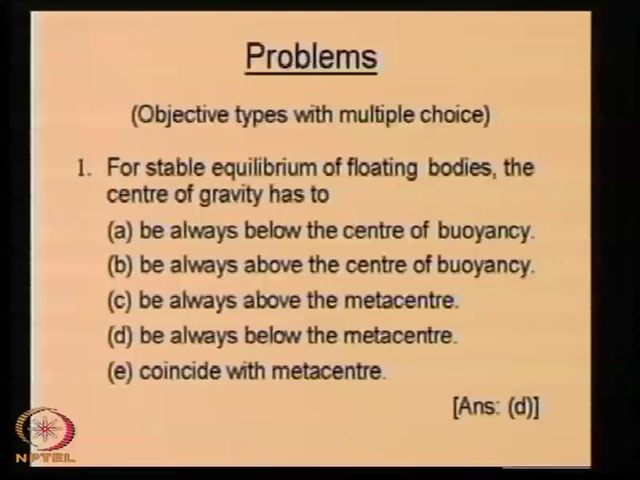 Problems
(Objective types with multiple choice)
1. For stable equilibrium of floating bodies, the
centre of gravity has to
(a) be always below the centre of buoyancy.
(b) be always above the centre of buoyancy.
(c) be always above the metacentre.
(d) be always below the metacentre.
(e) coincide with metacentre.
[Ans: (d)]
NPTEL